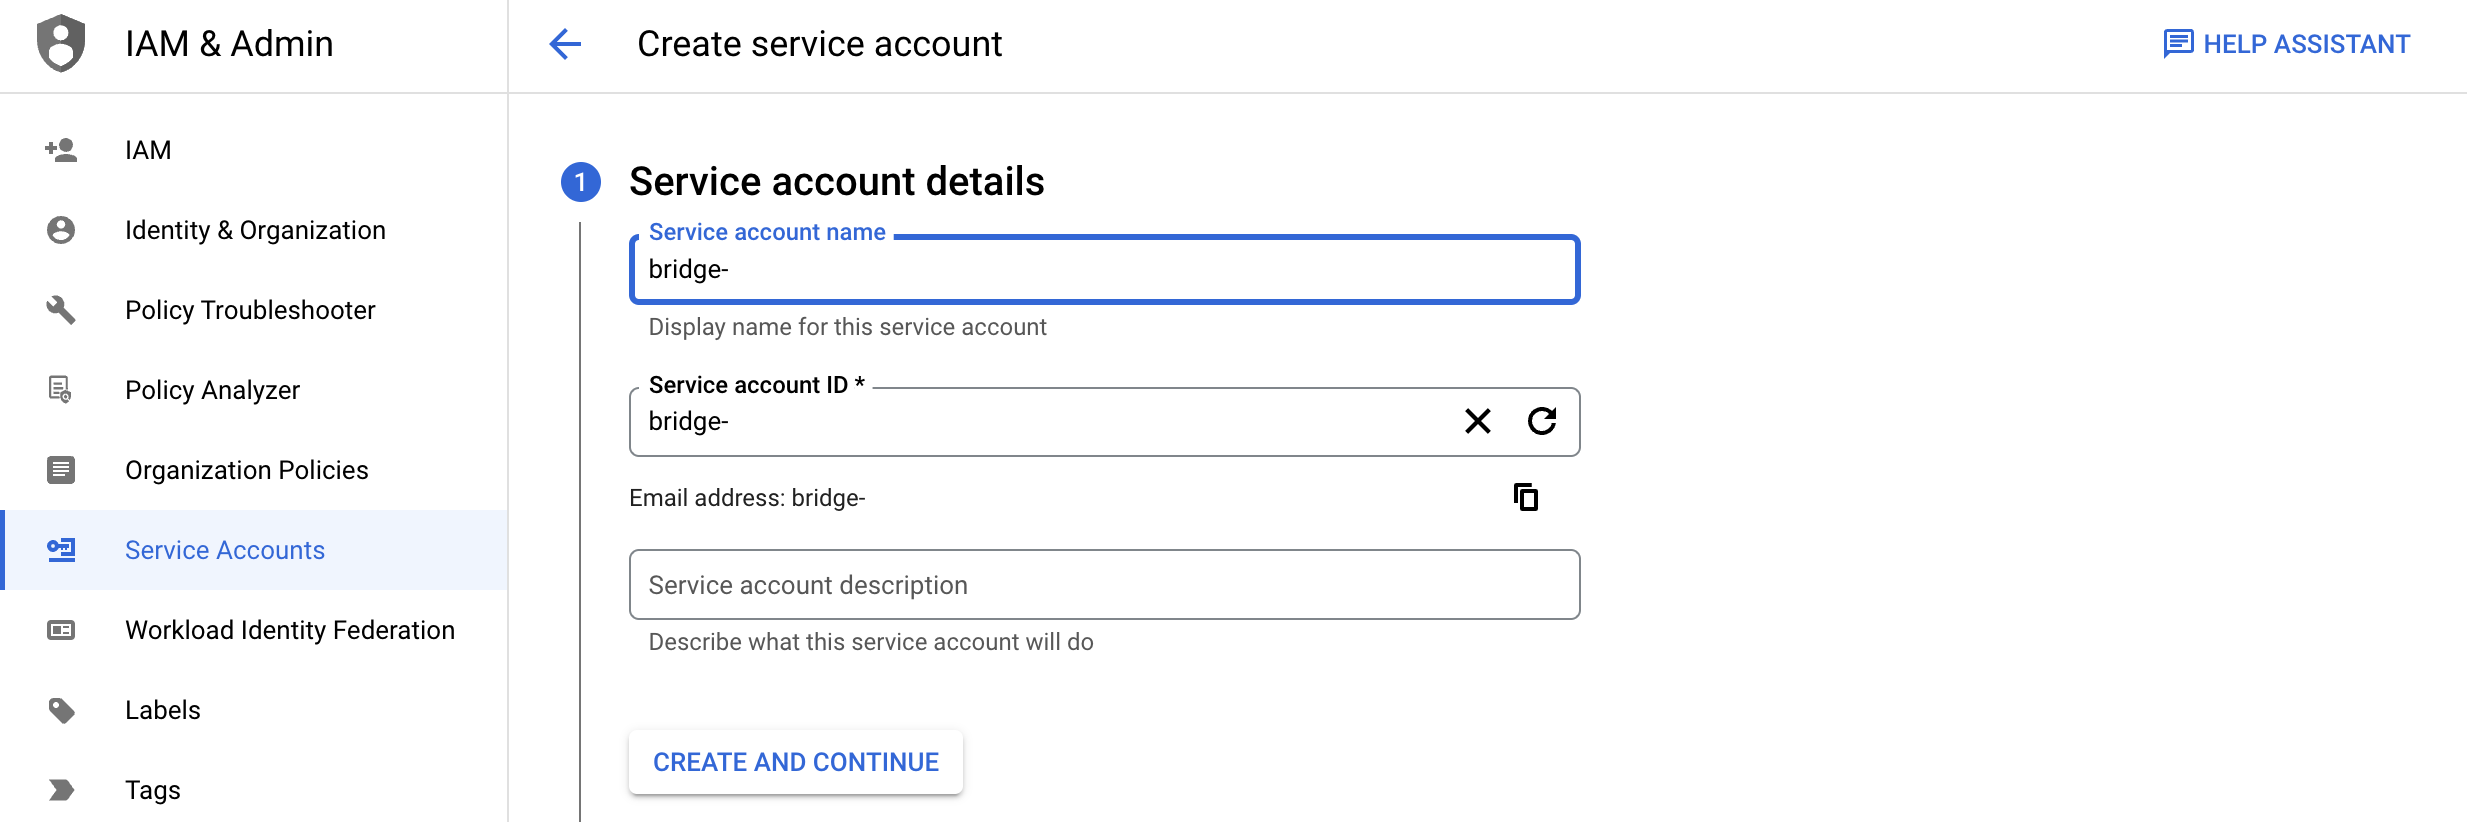 IAM & Admin
Create service account
HELP ASSISTANT
IAM
Identity & Organization
Policy Troubleshooter
Policy Analyzer
Organization Policies
Service Accounts
Workload Identity Federation
Labels
Tags
1 Service account details
Service account name
bridge-
Display name for this service account
Service account ID *
bridge-
Email address: bridge-
Service account description
Describe what this service account will do
CREATE AND CONTINUE